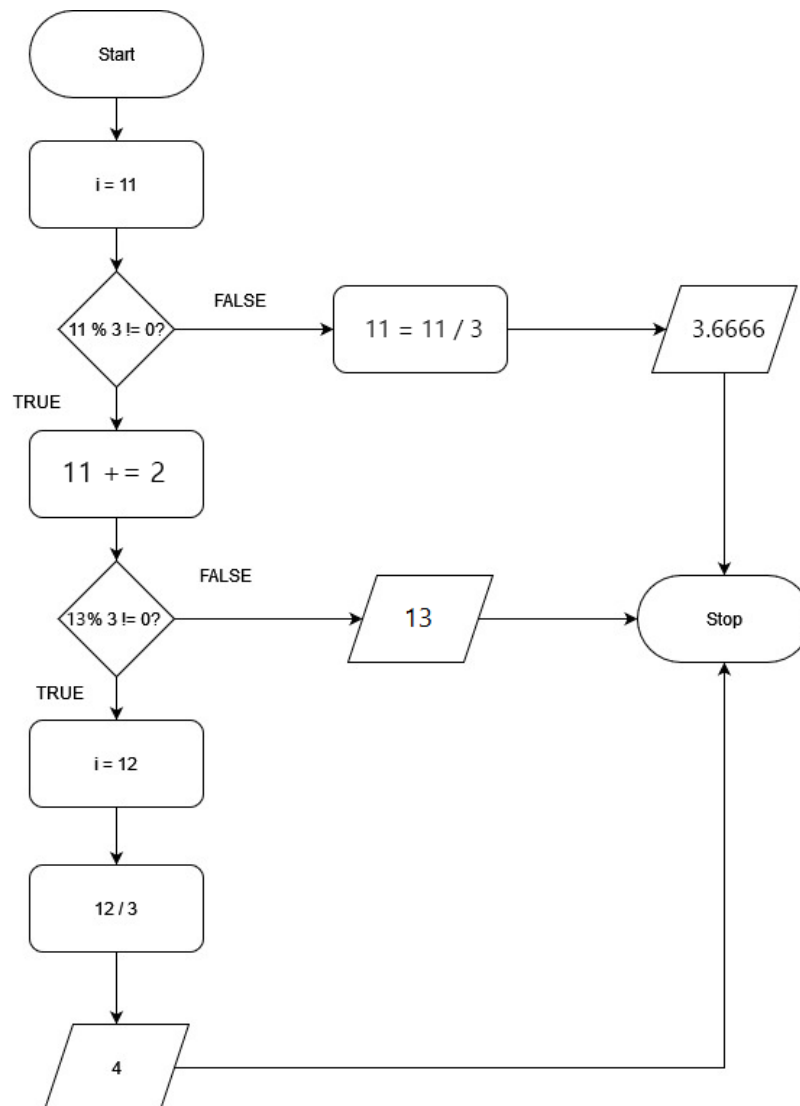 Start
i = 11
11 % 3 != 0?
FALSE
11 = 11 / 3
3.6666
TRUE
11 += 2
13% 3 != 0?
FALSE
13
Stop
TRUE
i = 12
12 / 3
4